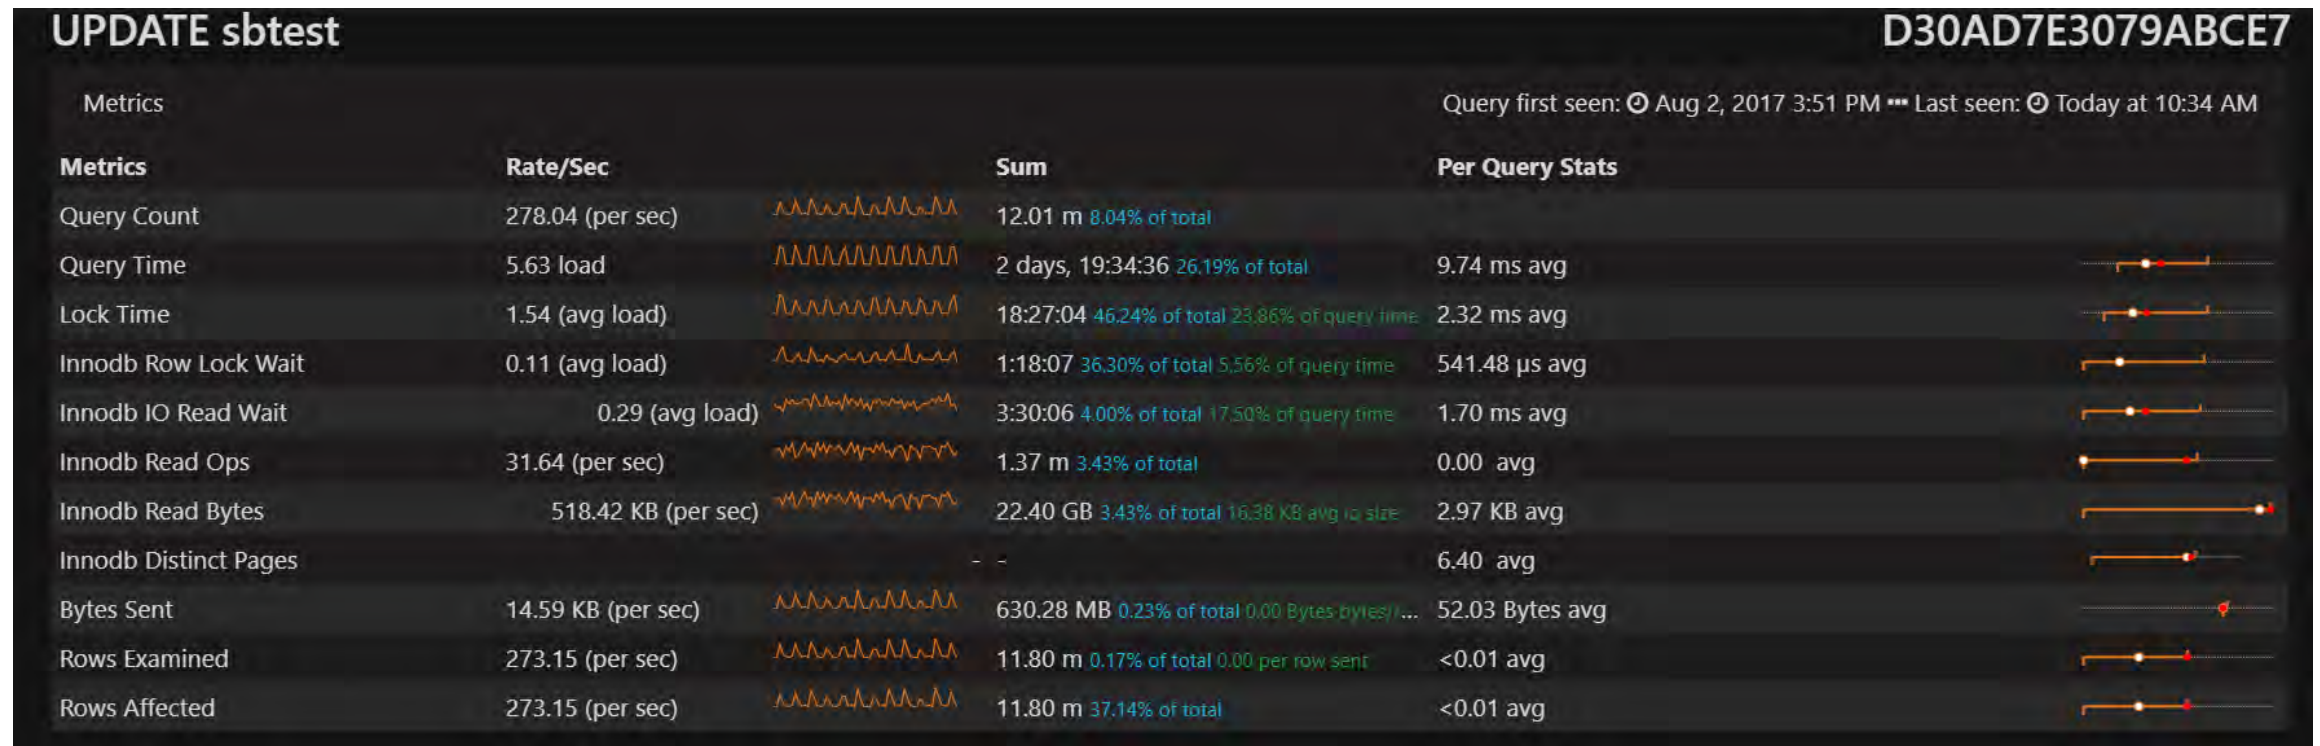 UPDATE sbtest D30AD7E3079ABCE7
Metrics Query first seen: Aug 2, 2017 3:51 PM ••• Last seen: Today at 10:34 AM
Metrics Rate/Sec Sum Per Query Stats
Query Count 278.04 (per sec) 12.01 m 8.04% of total
Query Time 5.63 load 2 days, 19:34:36 26.19% of total 9.74 ms avg
Lock Time 1.54 (avg load) 18:27:04 46.24% of total 23.86% of query time 2.32 ms avg
Innodb Row Lock Wait 0.11 (avg load) 1:18:07 36.30% of total 5.56% of query time 541.48 µs avg
Innodb IO Read Wait 0.29 (avg load) 3:30:06 4.00% of total 17.50% of query time 1.70 ms avg
Innodb Read Ops 31.64 (per sec) 1.37 m 3.43% of total 0.00 avg
Innodb Read Bytes 518.42 KB (per sec) 22.40 GB 3.43% of total 16.38 KB avg io size 2.97 KB avg
Innodb Distinct Pages - - 6.40 avg
Bytes Sent 14.59 KB (per sec) 630.28 MB 0.23% of total 0.00 Bytes ... 52.03 Bytes avg
Rows Examined 273.15 (per sec) 11.80 m 0.17% of total 0.00 per row sent <0.01 avg
Rows Affected 273.15 (per sec) 11.80 m 37.14% of total <0.01 avg